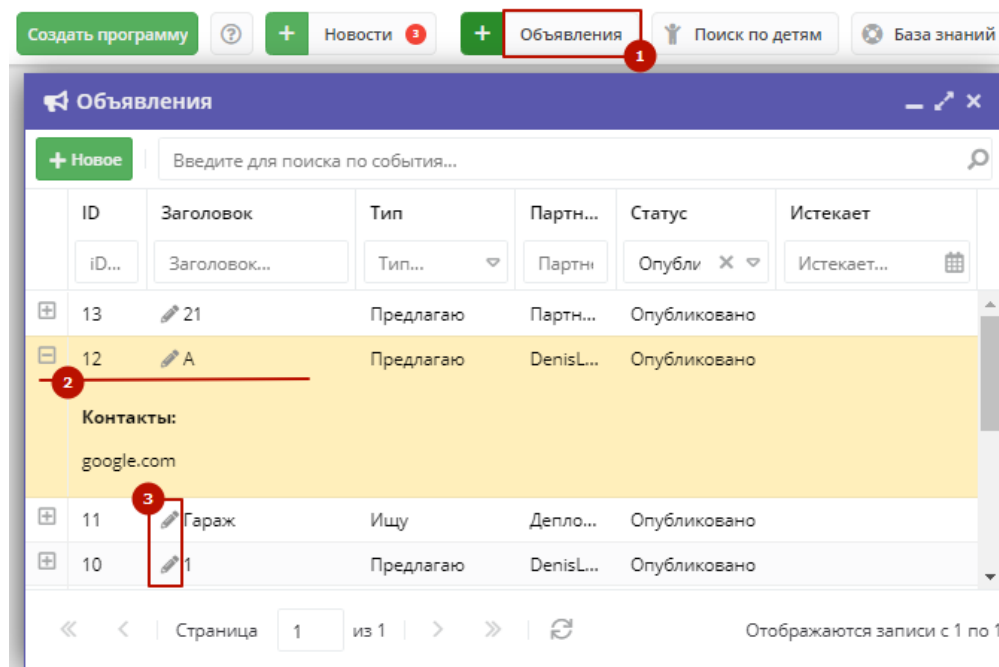 Создать программу ? + Новости 3 + Объявления Поиск по детям База знаний
1
Объявления
+ Новое Введите для поиска по события...
ID Заголовок Тип Партн... Статус Истекает
iD... Заголовок... Тип... Партне Опубли Истекает...
13 21 Предлагаю Партн... Опубликовано
12 A Предлагаю DenisL... Опубликовано
2
Контакты:
google.com
3
11 Гараж Ищу Депло... Опубликовано
10 1 Предлагаю DenisL... Опубликовано
Страница 1 из 1 Отображаются записи с 1 по 1